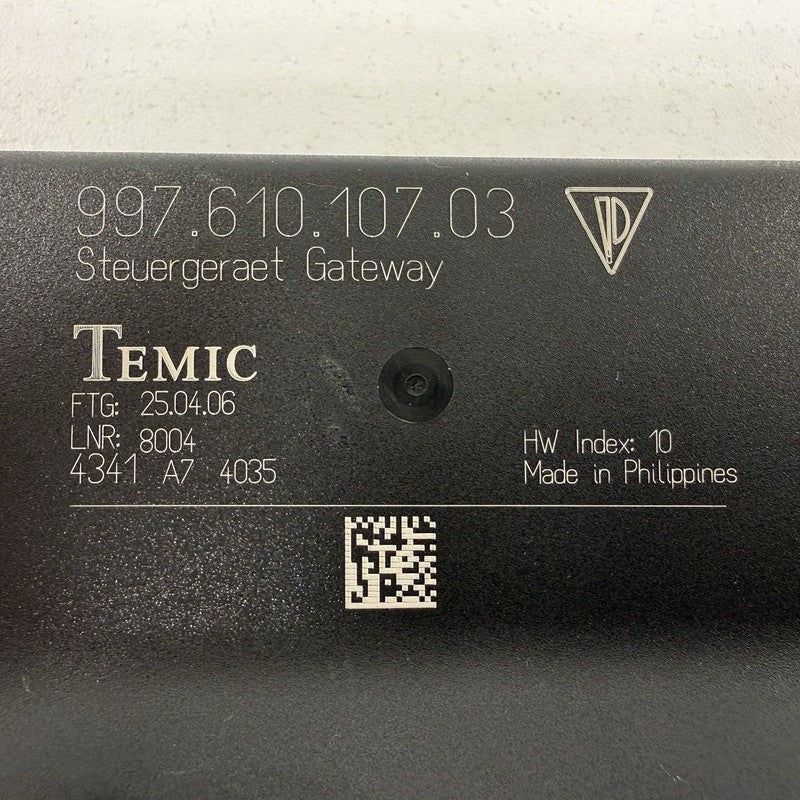 997.610.107.03
Steuergeraet Gateway
TEMIC
FTG: 25.04.06
LNR: 8004
4341 A7 4035
HW Index: 10
Made in Philippines